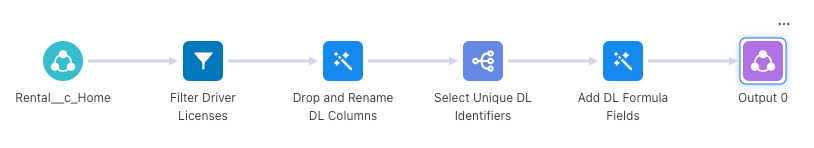 Rental__c_Home
Filter Driver
Licenses
Drop and Rename
DL Columns
Select Unique DL
Identifiers
Add DL Formula
Fields
Output 0